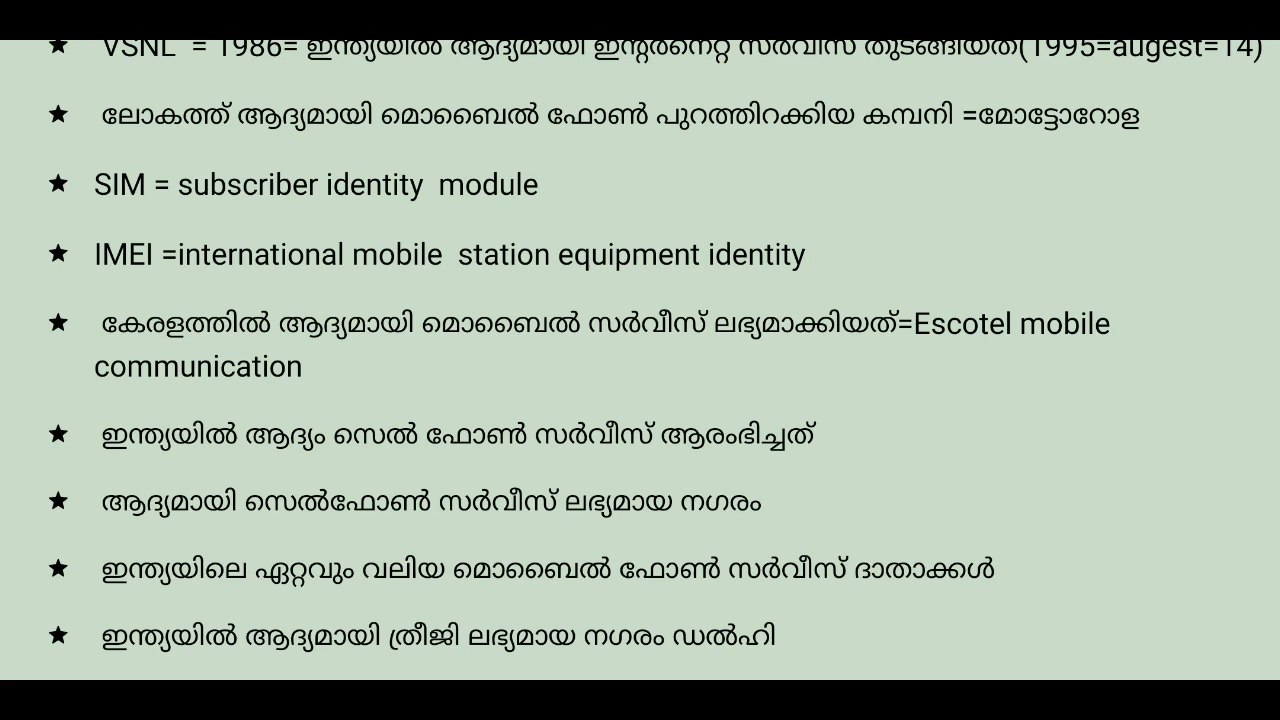 ★ VSNL = 1986= ഇന്ത്യയിൽ ആദ്യമായി ഇന്റർനെറ്റ് സർവീസ് തുടങ്ങിയത്(1995=augest=14)
★ ലോകത്ത് ആദ്യമായി മൊബൈൽ ഫോൺ പുറത്തിറക്കിയ കമ്പനി =മോട്ടോറോള
★ SIM = subscriber identity module
★ IMEI =international mobile station equipment identity
★ കേരളത്തിൽ ആദ്യമായി മൊബൈൽ സർവീസ് ലഭ്യമാക്കിയത്=Escotel mobile
communication
★ ഇന്ത്യയിൽ ആദ്യം സെൽ ഫോൺ സർവീസ് ആരംഭിച്ചത്
★ ആദ്യമായി സെൽഫോൺ സർവീസ് ലഭ്യമായ നഗരം
★ ഇന്ത്യയിലെ ഏറ്റവും വലിയ മൊബൈൽ ഫോൺ സർവീസ് ദാതാക്കൾ
★ ഇന്ത്യയിൽ ആദ്യമായി ത്രീജി ലഭ്യമായ നഗരം ഡൽഹി